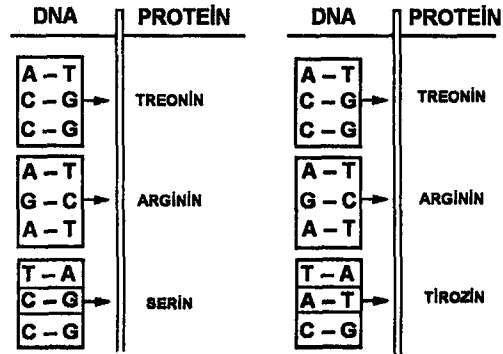 DNA PROTEİN DNA PROTEİN
A – T A – T
C – G TREONİN C – G TREONİN
C – G C – G
A – T A – T
G – C ARGİNİN G – C ARGİNİN
A – T A – T
T – A T – A
C – G SERİN A – T TİROZİN
C – G C – G